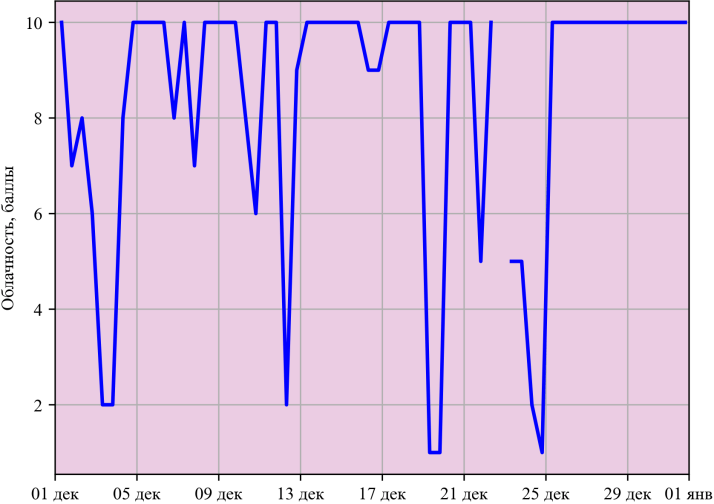 Облачность, баллы
10
8
6
4
2
01 дек
05 дек
09 дек
13 дек
17 дек
21 дек
25 дек
29 дек
01 янв